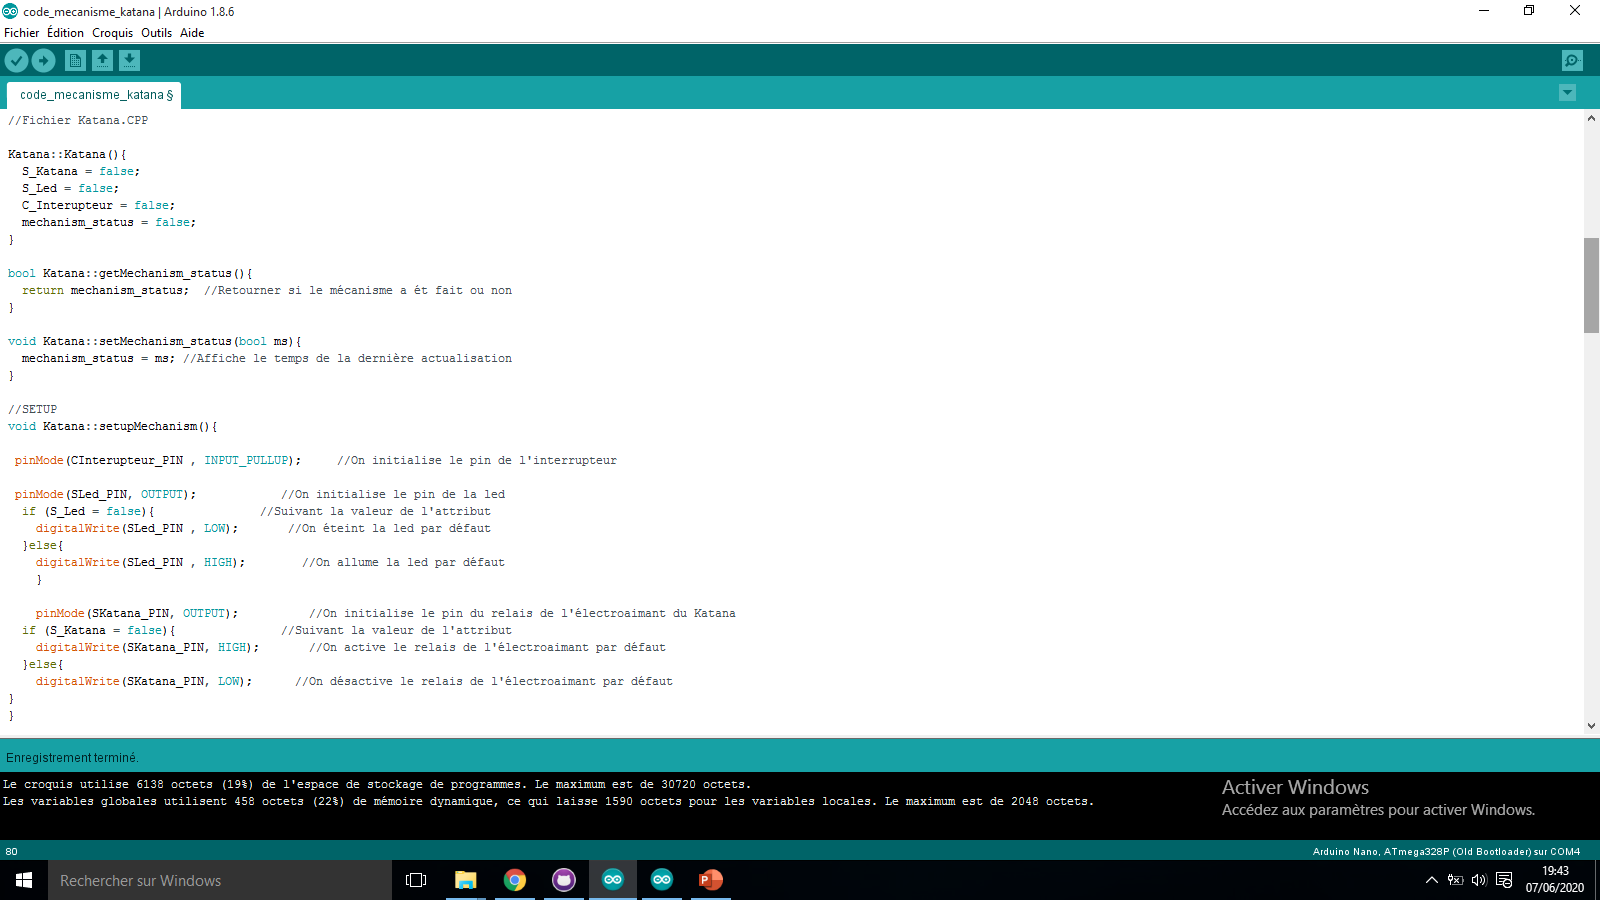 code_mecanisme_katana | Arduino 1.8.6
Fichier Édition Croquis Outils Aide
code_mecanisme_katana §
//Fichier Katana.CPP
Katana::Katana(){
S_Katana = false;
S_Led = false;
C_Interupteur = false;
mechanism_status = false;
}
bool Katana::getMechanism_status(){
return mechanism_status;  //Retourner si le mécanisme a ét fait ou non
}
void Katana::setMechanism_status(bool ms){
mechanism_status = ms; //Affiche le temps de la dernière actualisation
}
//SETUP
void Katana::setupMechanism(){
pinMode(CInterupteur_PIN , INPUT_PULLUP);     //On initialise le pin de l'interrupteur
pinMode(SLed_PIN, OUTPUT);            //On initialise le pin de la led
if (S_Led = false){               //Suivant la valeur de l'attribut
digitalWrite(SLed_PIN , LOW);       //On éteint la led par défaut
}else{
digitalWrite(SLed_PIN , HIGH);        //On allume la led par défaut
}
pinMode(SKatana_PIN, OUTPUT);          //On initialise le pin du relais de l'électroaimant du Katana
if (S_Katana = false){               //Suivant la valeur de l'attribut
digitalWrite(SKatana_PIN, HIGH);       //On active le relais de l'électroaimant par défaut
}else{
digitalWrite(SKatana_PIN, LOW);      //On désactive le relais de l'électroaimant par défaut
}
}
Enregistrement terminé.
Le croquis utilise 6138 octets (19%) de l'espace de stockage de programmes. Le maximum est de 30720 octets.
Les variables globales utilisent 458 octets (22%) de mémoire dynamique, ce qui laisse 1590 octets pour les variables locales. Le maximum est de 2048 octets.
Activer Windows
Accédez aux paramètres pour activer Windows.
80
Arduino Nano, ATmega328P (Old Bootloader) sur COM4
Rechercher sur Windows
19:43
07/06/2020